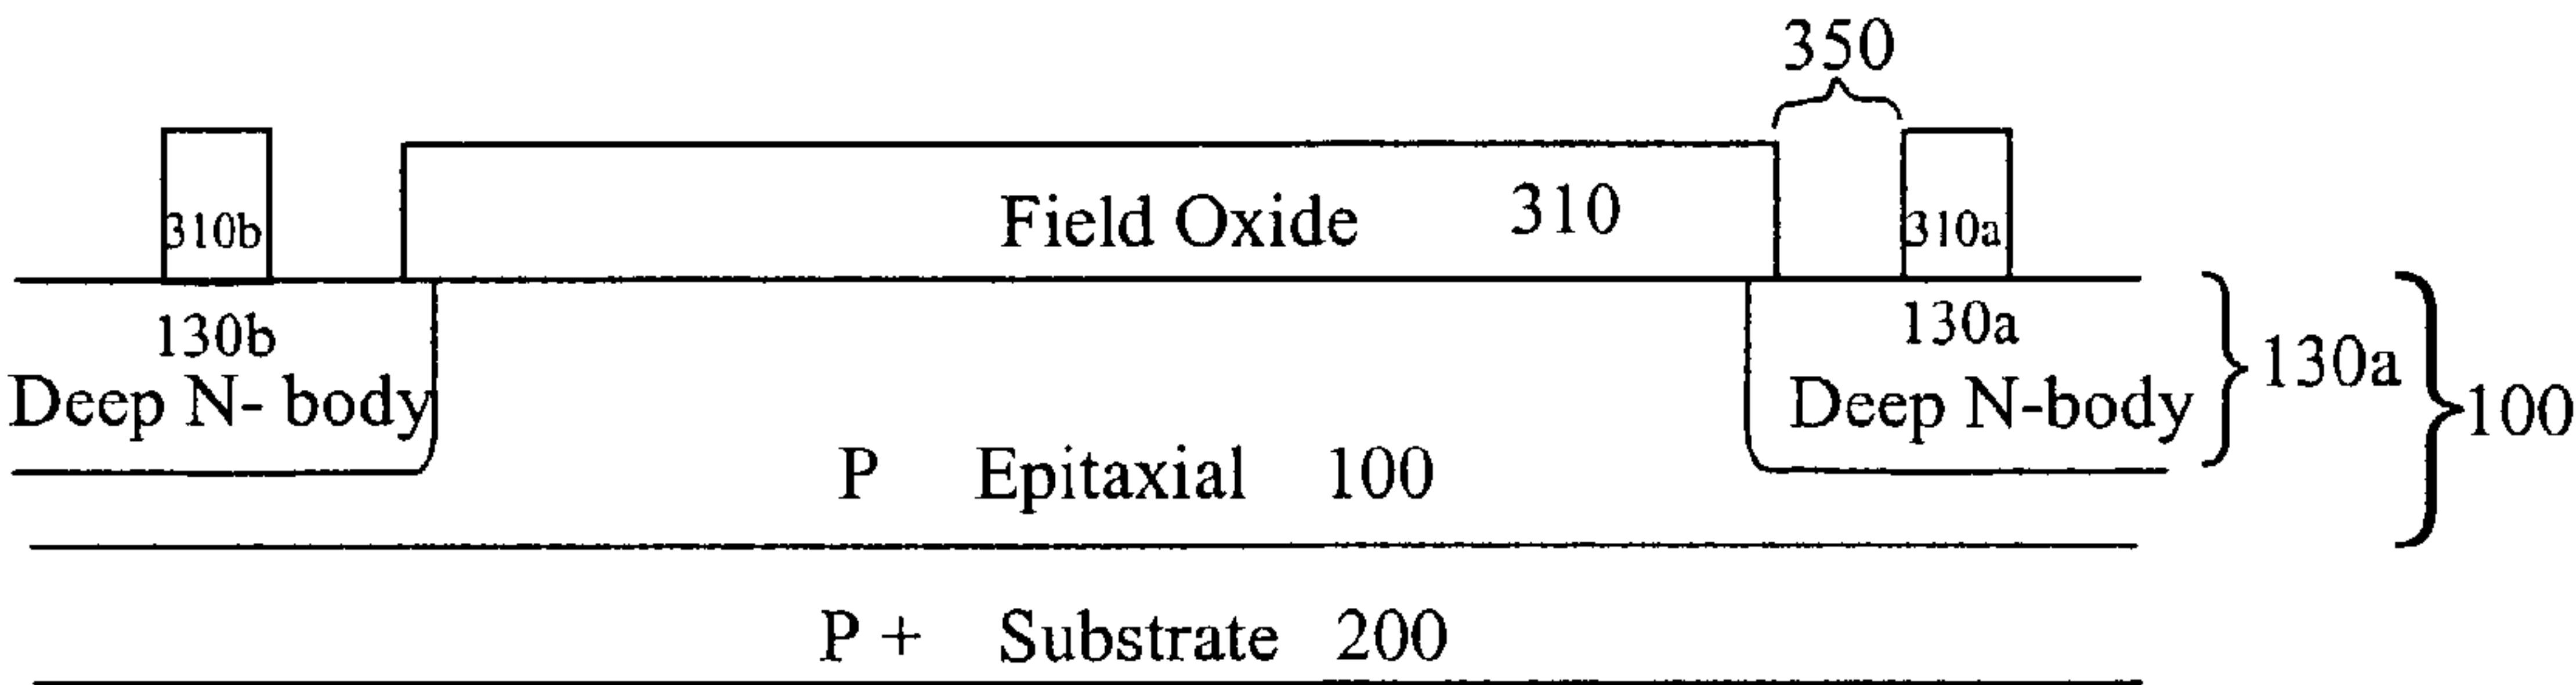 350
310b
Field Oxide 310
310a
130b
Deep N- body
130a
Deep N-body
130a
100
P Epitaxial 100
P + Substrate 200